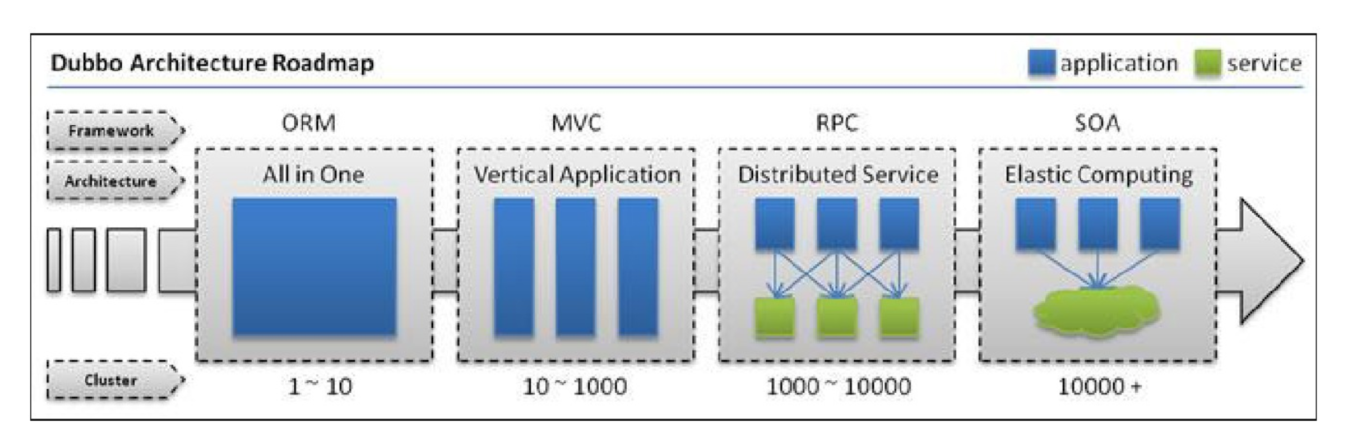 Dubbo Architecture Roadmap
application service
Framework ORM MVC RPC SOA
Architecture All in One Vertical Application Distributed Service Elastic Computing
Cluster 1 ~ 10 10 ~ 1000 1000 ~ 10000 10000 +